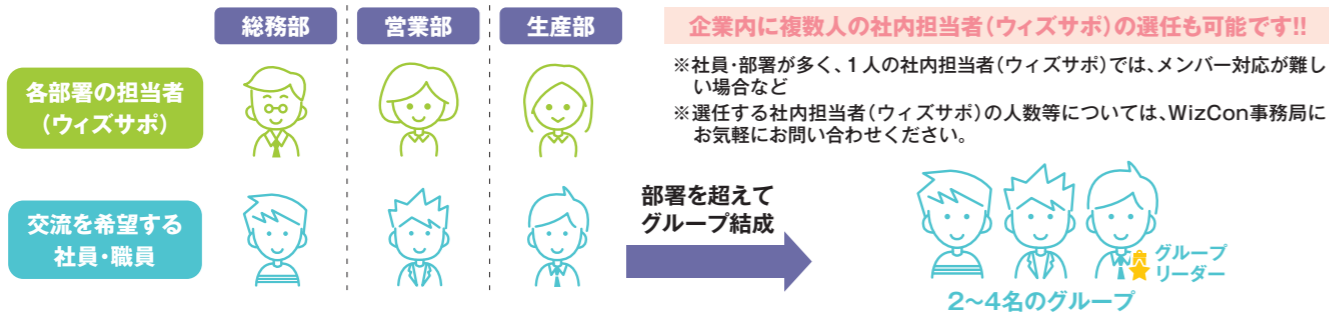 総務部
営業部
生産部
企業内に複数人の社内担当者(ウィズサポ)の選任も可能です!!
※社員・部署が多く、1人の社内担当者(ウィズサポ)では、メンバー対応が難し
い場合など
※選任する社内担当者(ウィズサポ)の人数等については、WizCon事務局に
お気軽にお問い合わせください。
各部署の担当者
(ウィズサポ)
交流を希望する
社員・職員
部署を超えて
グループ結成
グループ
リーダー
2〜4名のグループ